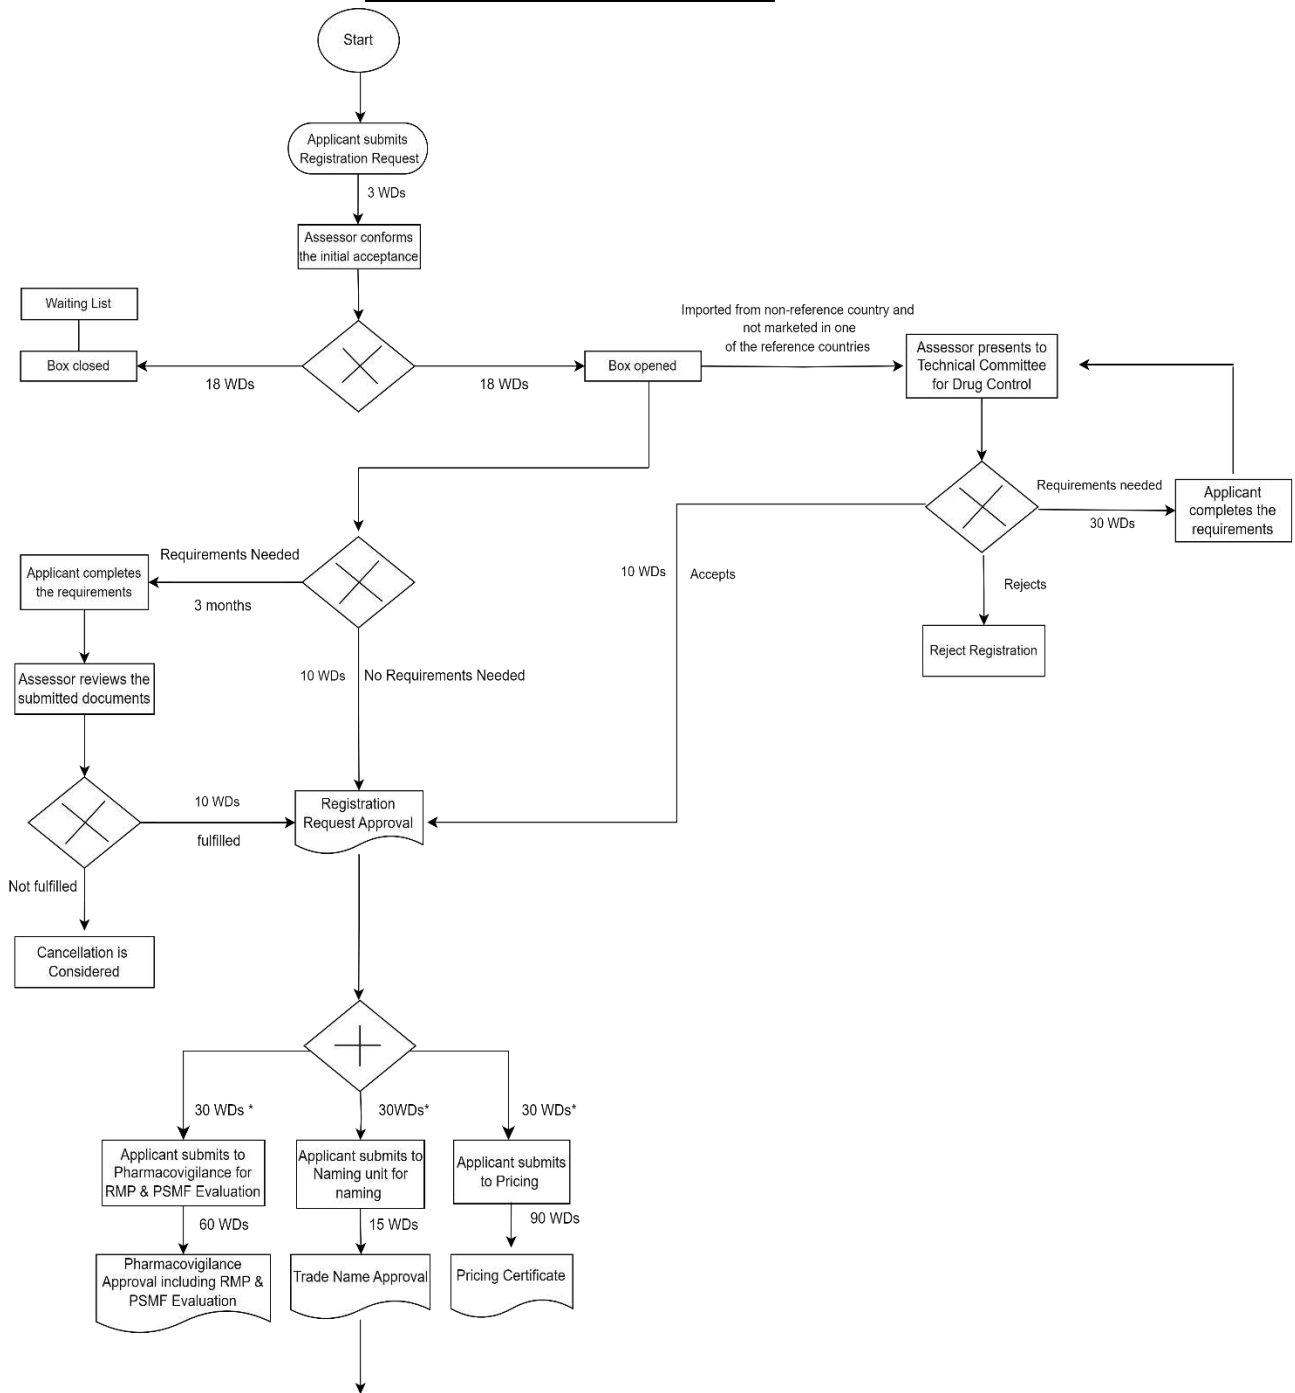 Start
Applicant submits
Registration Request
3 WDs
Assessor conforms
the initial acceptance
Waiting List
Box closed
18 WDs
18 WDs
Box opened
Imported from non-reference country and
not marketed in one
of the reference countries
Assessor presents to
Technical Committee
for Drug Control
Requirements needed
30 WDs
Applicant
completes the
requirements
10 WDs
Accepts
Rejects
Reject Registration
Requirements Needed
3 months
Applicant completes
the requirements
10 WDs
No Requirements Needed
Assessor reviews the
submitted documents
10 WDs
fulfilled
Registration
Request Approval
Not fulfilled
Cancellation is
Considered
30 WDs *
30WDs*
30 WDs*
Applicant submits to
Pharmacovigilance for
RMP & PSMF Evaluation
Applicant submits to
Naming unit for
naming
Applicant submits
to Pricing
60 WDs
15 WDs
90 WDs
Pharmacovigilance
Approval including RMP &
PSMF Evaluation
Trade Name Approval
Pricing Certificate